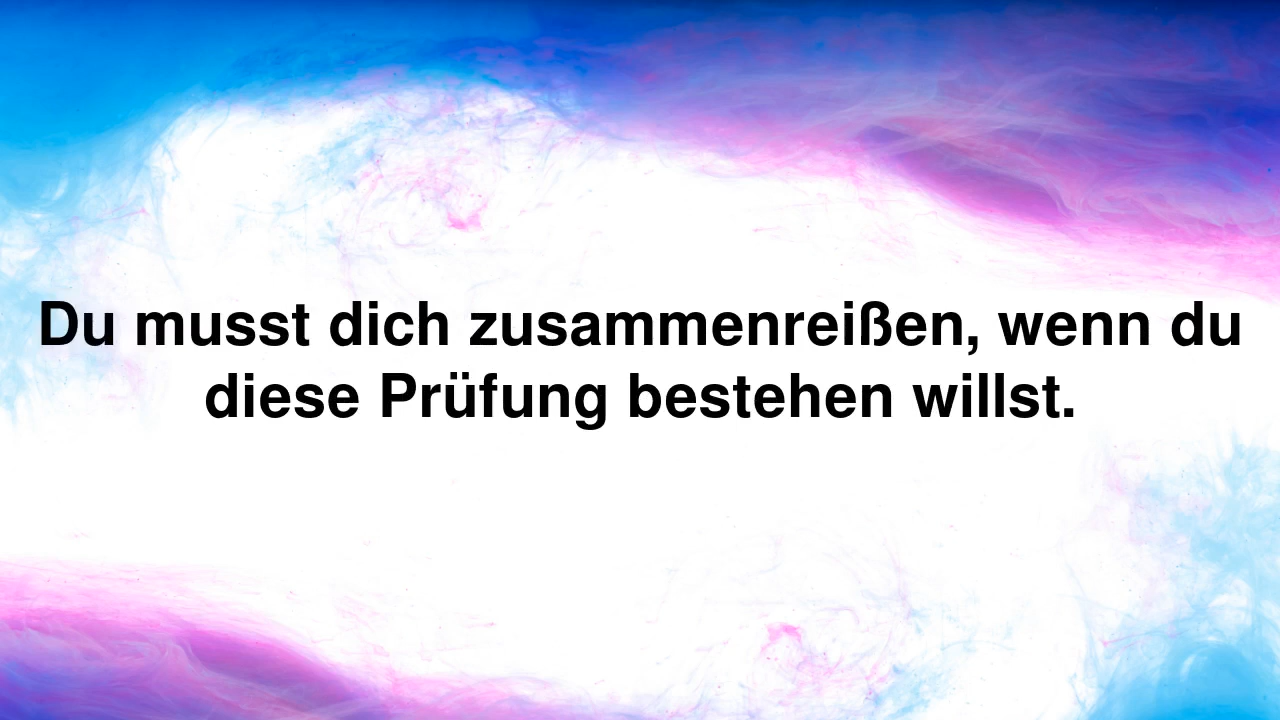 Du musst dich zusammenreißen, wenn du
diese Prüfung bestehen willst.